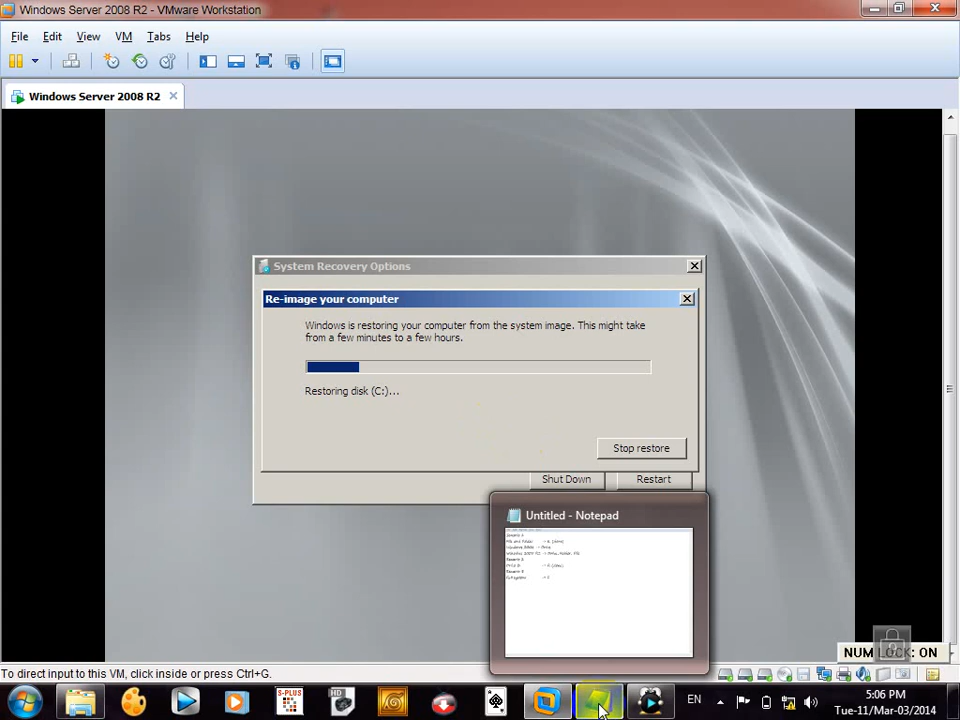 Windows Server 2008 R2 - VMware Workstation
File Edit View VM Tabs Help
Windows Server 2008 R2
System Recovery Options
Re-image your computer
Windows is restoring your computer from the system image. This might take
from a few minutes to a few hours.
Restoring disk (C:)...
Stop restore
Shut Down Restart
Untitled - Notepad
NUM LOCK: ON
To direct input to this VM, click inside or press Ctrl+G.
S-PLUS
HD
EN
5:06 PM
Tue-11/Mar-03/2014